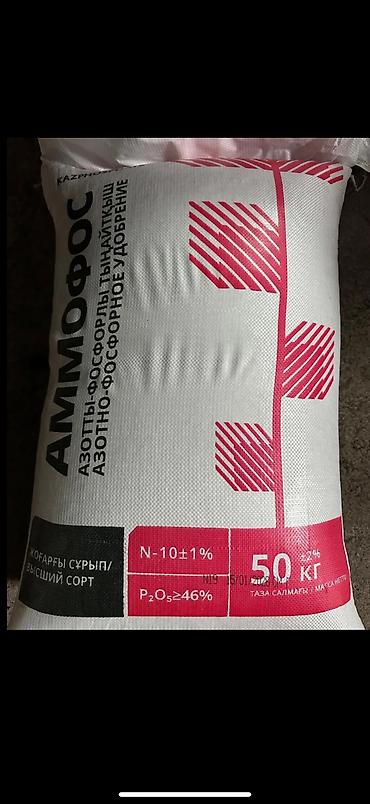 АММОФОС
АЗОТТЫ-ФОСФОРЛЫ ТЫҢАЙТҚЫШ
АЗОТНО-ФОСФОРНОЕ УДОБРЕНИЕ
ЖОҒАРҒЫ СҰРЫП/
ВЫСШИЙ СОРТ
N-10±1%
P₂O₅≥46%
50 кг ±2%
ТАЗА САЛМАҒЫ / МАССА НЕТТО